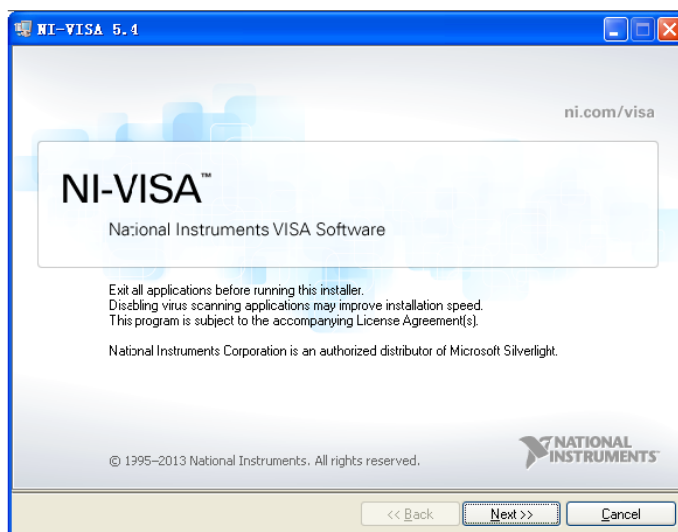 NI-VISA 5.4
ni.com/visa
NI-VISA™
National Instruments VISA Software
Exit all applications before running this installer.
Disabling virus scanning applications may improve installation speed.
This program is subject to the accompanying License Agreement(s).
National Instruments Corporation is an authorized distributor of Microsoft Silverlight.
© 1995–2013 National Instruments. All rights reserved.
NATIONAL
INSTRUMENTS™
<< Back Next >> Cancel